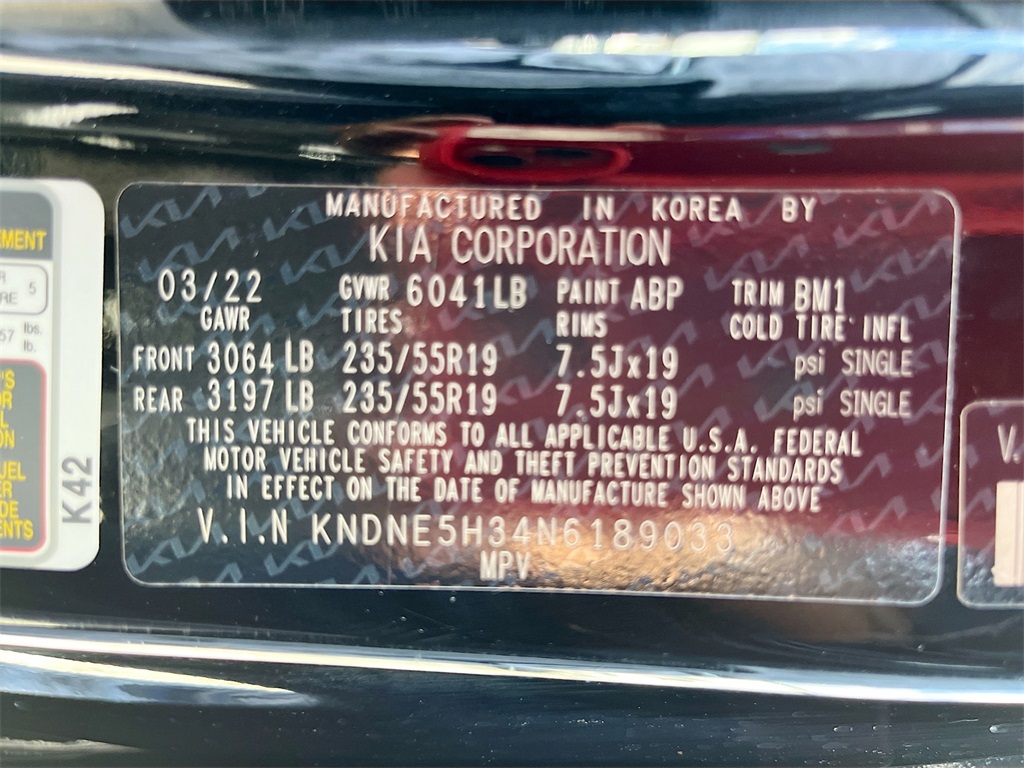 MANUFACTURED IN KOREA BY
KIA CORPORATION
03/22 GVWR 6041LB PAINT ABP TRIM BM1
GAWR TIRES RIMS COLD TIRE INFL
FRONT 3064 LB 235/55R19 7.5Jx19 psi SINGLE
REAR 3197 LB 235/55R19 7.5Jx19 psi SINGLE
THIS VEHICLE CONFORMS TO ALL APPLICABLE U.S.A. FEDERAL
MOTOR VEHICLE SAFETY AND THEFT PREVENTION STANDARDS
IN EFFECT ON THE DATE OF MANUFACTURE SHOWN ABOVE
V.I.N KNDNE5H34N6189033
MPV
5
lbs.
lb.
K42
V.